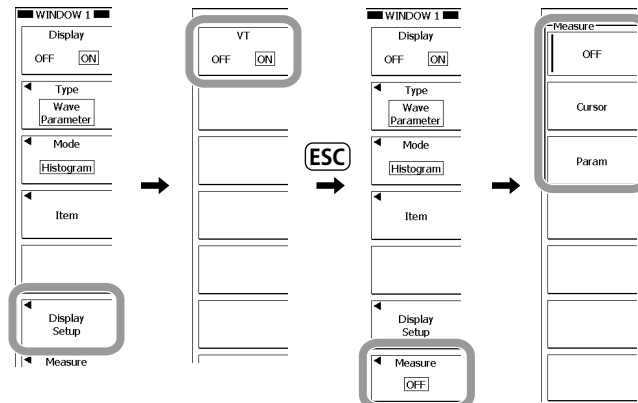 WINDOW 1
Display
OFF ON
Type
Wave
Parameter
Mode
Histogram
Item
Display
Setup
Measure
VT
OFF ON
ESC
WINDOW 1
Display
OFF ON
Type
Wave
Parameter
Mode
Histogram
Item
Display
Setup
Measure
OFF
Measure
OFF
Cursor
Param